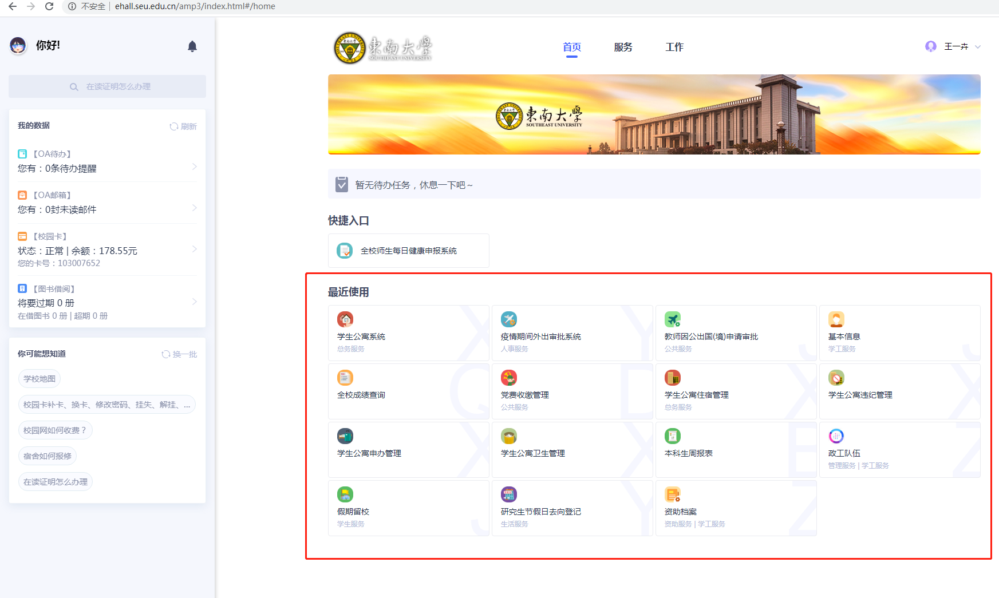 不安全 ehall.seu.edu.cn/amp3/index.html#/home
你好!
在读证明怎么办理
我的数据 刷新
【OA待办】
您有：0条待办提醒
【OA邮箱】
您有：0封未读邮件
【校园卡】
状态：正常 | 余额：178.55元
您的卡号：103007652
【图书借阅】
将要过期 0 册
在借图书 0 册 | 超期 0 册
你可能想知道 换一批
学校地图
校园卡补卡、换卡、修改密码、挂失、解挂、...
校园网如何收费？
宿舍如何报修
在读证明怎么办理
東南大學
SOUTHEAST UNIVERSITY
首页 服务 工作 王一卉
東南大學
SOUTHEAST UNIVERSITY
暂无待办任务，休息一下吧～
快捷入口
全校师生每日健康申报系统
最近使用
学生公寓系统
总务服务
X
疫情期间外出审批系统
人事服务
Y
教师因公出国(境)申请审批
公共服务
J
基本信息
学工服务
J
全校成绩查询
Q
党费收缴管理
公共服务
D
学生公寓住宿管理
总务服务
X
学生公寓违纪管理
X
学生公寓申办管理
X
学生公寓卫生管理
X
本科生周报表
B
政工队伍
管理服务 | 学工服务
Z
假期留校
学生服务
J
研究生节假日去向登记
生活服务
Y
资助档案
资助服务 | 学工服务
Z